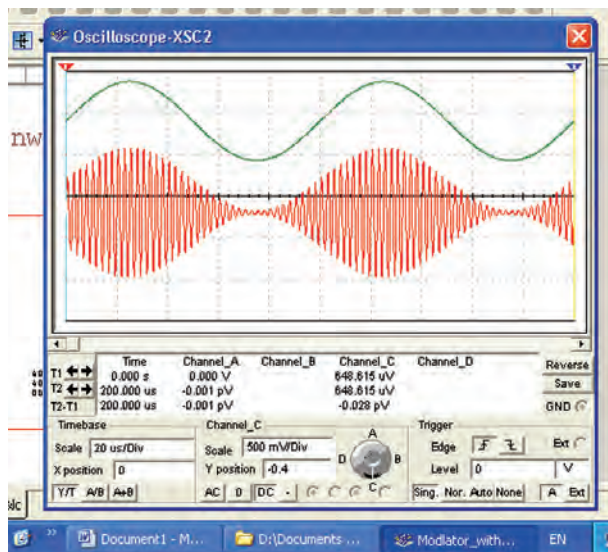 Oscilloscope-XSC2
nw
1 1
T1 T2 T2-T1
Time Channel_A Channel_B Channel_C Channel_D
0.000 s 0.000 V 648.615 uV
200.000 us -0.001 pV 648.615 uV
200.000 us -0.001 pV -0.028 pV
Reverse
Save
GND
Timebase
Scale 20 us/Div
X position 0
Y/T A/B A+B
Channel_C
Scale 500 mV/Div
Y position -0.4
AC 0 DC -
A B C D
Trigger
Edge Ext
Level 0 V
Sing. Nor. Auto None A Ext
Document1 - M...
D:\Documents ...
Modlator_with...
EN